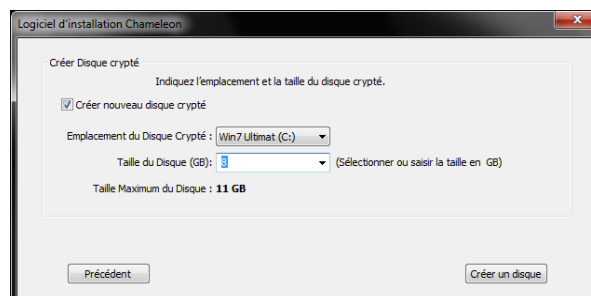 Logiciel d'installation Chameleon
Créer Disque crypté
Indiquez l'emplacement et la taille du disque crypté.
Créer nouveau disque crypté
Emplacement du Disque Crypté : Win7 Ultimat (C:)
Taille du Disque (GB): 8 (Sélectionner ou saisir la taille en GB)
Taille Maximum du Disque : 11 GB
Précédent Créer un disque